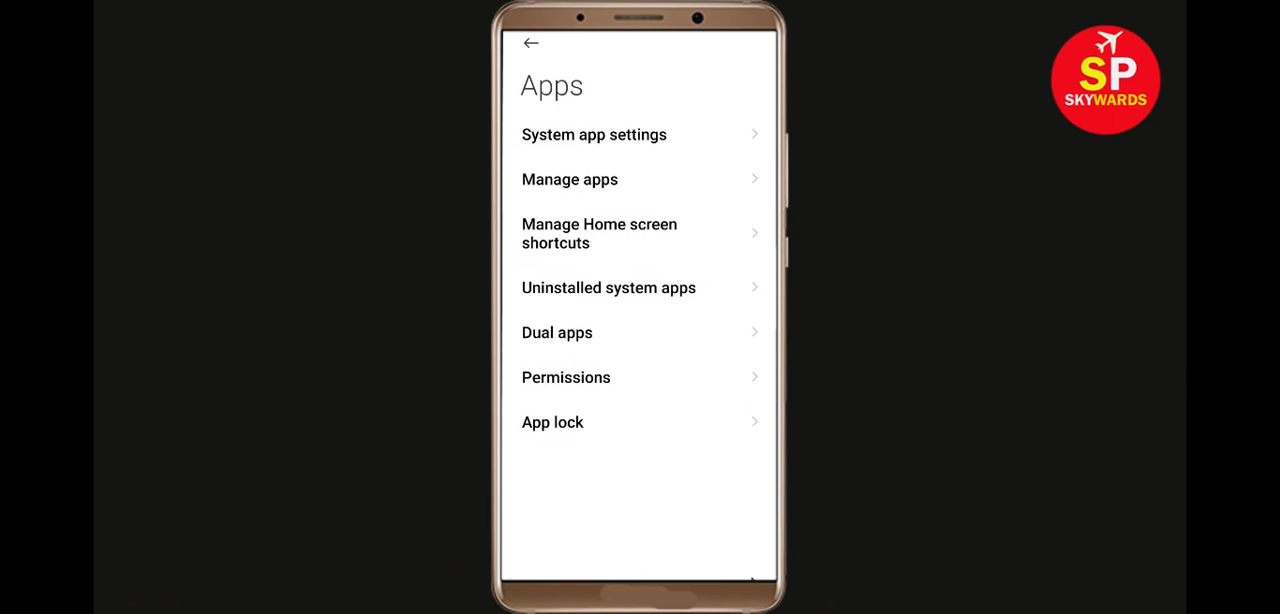 Apps
System app settings
Manage apps
Manage Home screen
shortcuts
Uninstalled system apps
Dual apps
Permissions
App lock
SP
SKYWARDS